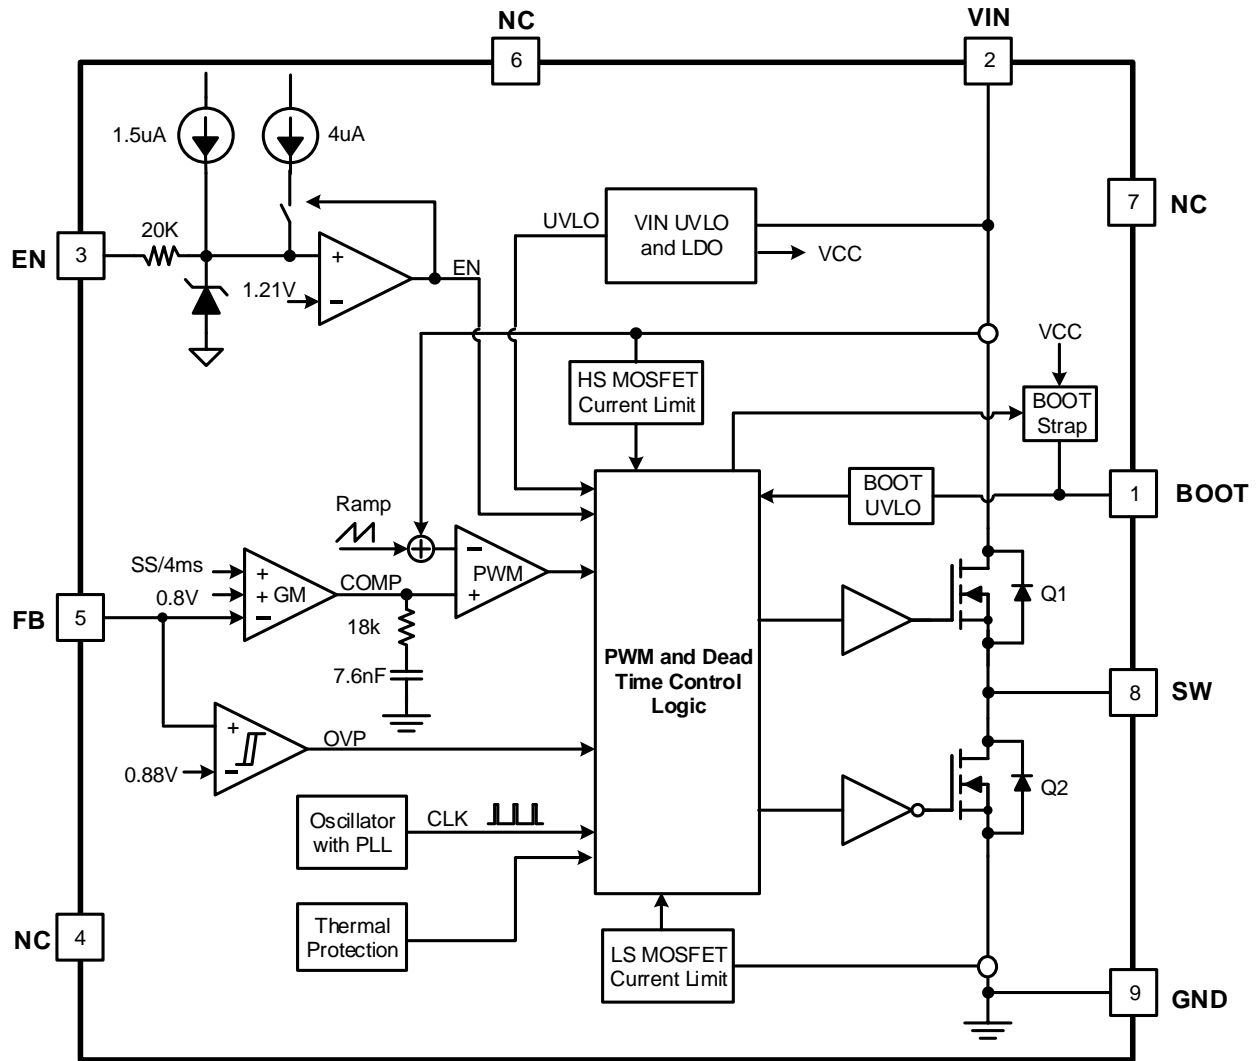 NC
VIN
6
2
1.5uA
4uA
7
NC
20K
UVLO
VIN UVLO
and LDO
VCC
EN
3
+
EN
1.21V
−
VCC
HS MOSFET
Current Limit
BOOT
Strap
Ramp
BOOT
UVLO
1
BOOT
+
−
PWM
+
SS/4ms
+
GM
COMP
0.8V
+
−
FB
5
18k
Q1
7.6nF
PWM and Dead
Time Control
Logic
8
SW
+
OVP
0.88V
−
Q2
Oscillator
with PLL
CLK
NC
4
Thermal
Protection
LS MOSFET
Current Limit
9
GND